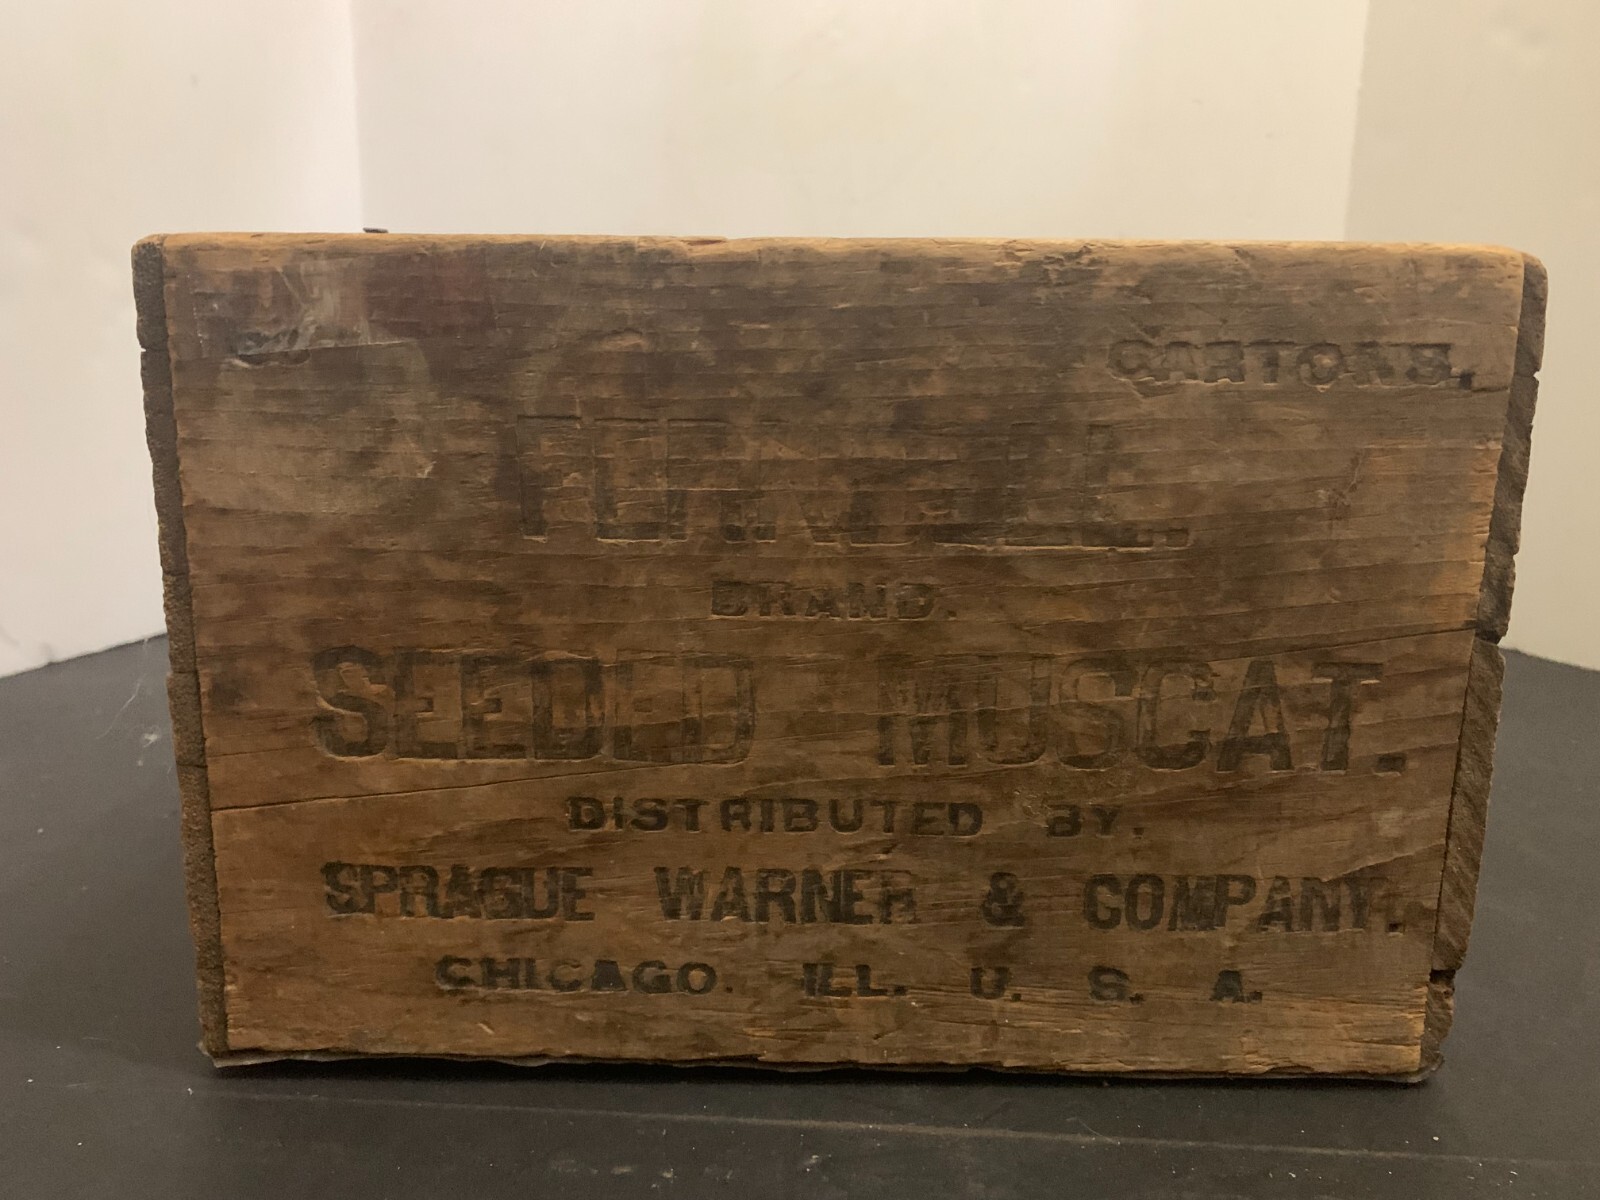 CARTONS.
BRAND.
SEEDED MUSCAT.
DISTRIBUTED BY.
SPRAGUE WARNER & COMPANY.
CHICAGO. ILL. U. S. A.